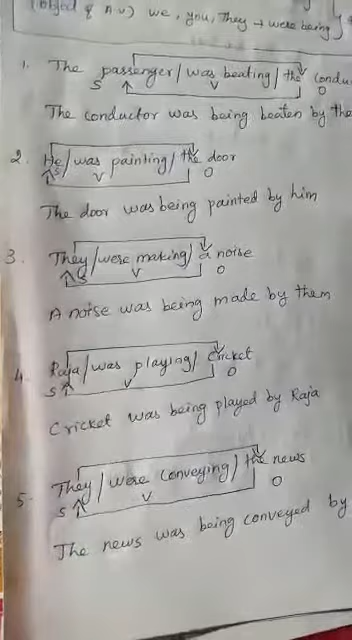 (object 9 A.V) we, you, They → were being
1. The passenger / was beating / the condu
S V O
The conductor was being beaten by the
2. He / was painting / the door
S V O
The door was being painted by him
3. They / were making / a noise
S V O
A noise was being made by them
4. Raja / was playing / cricket
S V O
Cricket was being played by Raja
5. They / were conveying / the news
S V O
The news was being conveyed by